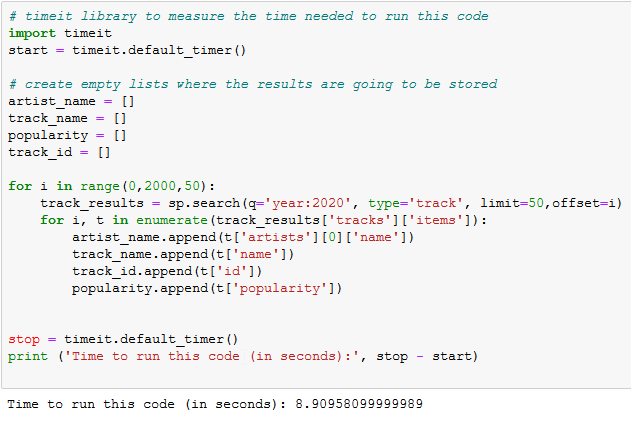 # timeit library to measure the time needed to run this code
import timeit
start = timeit.default_timer()

# create empty lists where the results are going to be stored
artist_name = []
track_name = []
popularity = []
track_id = []

for i in range(0,2000,50):
    track_results = sp.search(q='year:2020', type='track', limit=50,offset=i)
    for i, t in enumerate(track_results['tracks']['items']):
        artist_name.append(t['artists'][0]['name'])
        track_name.append(t['name'])
        track_id.append(t['id'])
        popularity.append(t['popularity'])

stop = timeit.default_timer()
print ('Time to run this code (in seconds):', stop - start)

Time to run this code (in seconds): 8.90958099999989